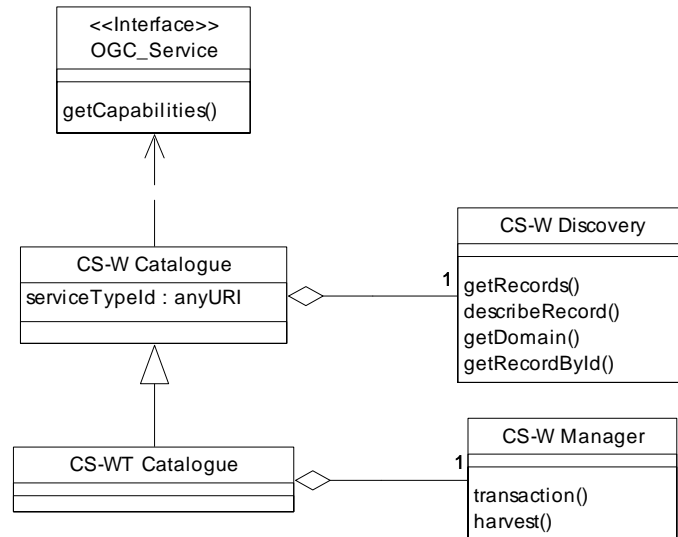 <<Interface>>
OGC_Service
getCapabilities()
CS-W Catalogue
serviceTypeId : anyURI
1
CS-W Discovery
getRecords()
describeRecord()
getDomain()
getRecordById()
CS-WT Catalogue
1
CS-W Manager
transaction()
harvest()